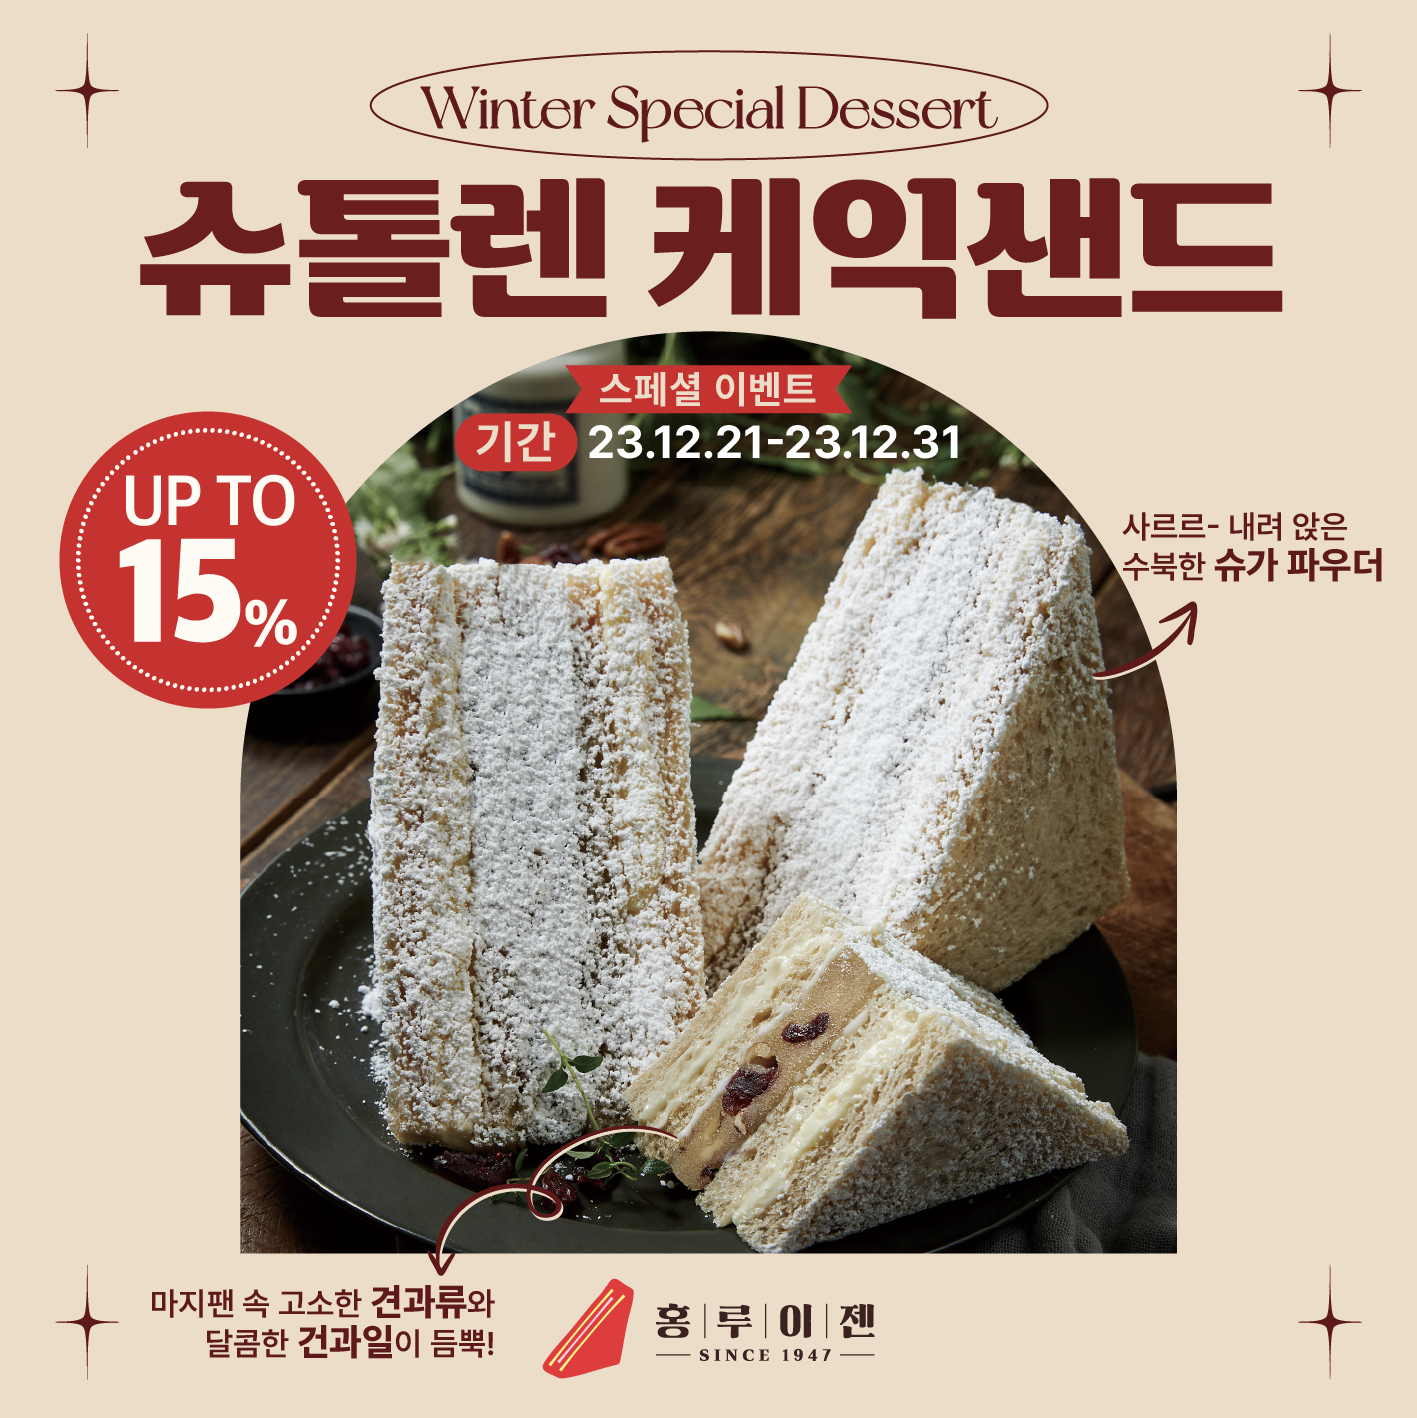 Winter Special Dessert
슈톨렌 케익샌드
스페셜 이벤트
기간 23.12.21-23.12.31
UP TO
15%
사르르- 내려 앉은
수북한 슈가 파우더
마지팬 속 고소한 견과류와
달콤한 건과일이 듬뿍!
홍루이젠
SINCE 1947